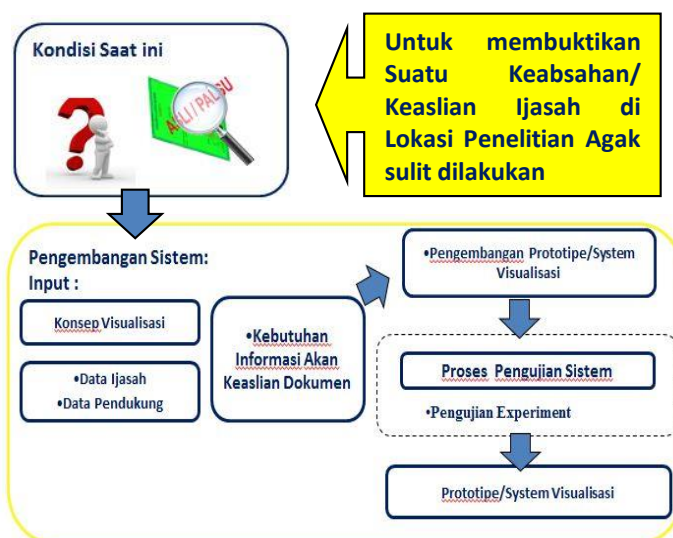 Kondisi Saat ini
ASLI / PALSU
Untuk membuktikan
Suatu Keabsahan/
Keaslian Ijasah di
Lokasi Penelitian Agak
sulit dilakukan
Pengembangan Sistem:
Input :
Konsep Visualisasi
•Data Ijasah
•Data Pendukung
•Kebutuhan
Informasi Akan
Keaslian Dokumen
•Pengembangan Prototipe/System
Visualisasi
Proses Pengujian Sistem
•Pengujian Experiment
Prototipe/System Visualisasi